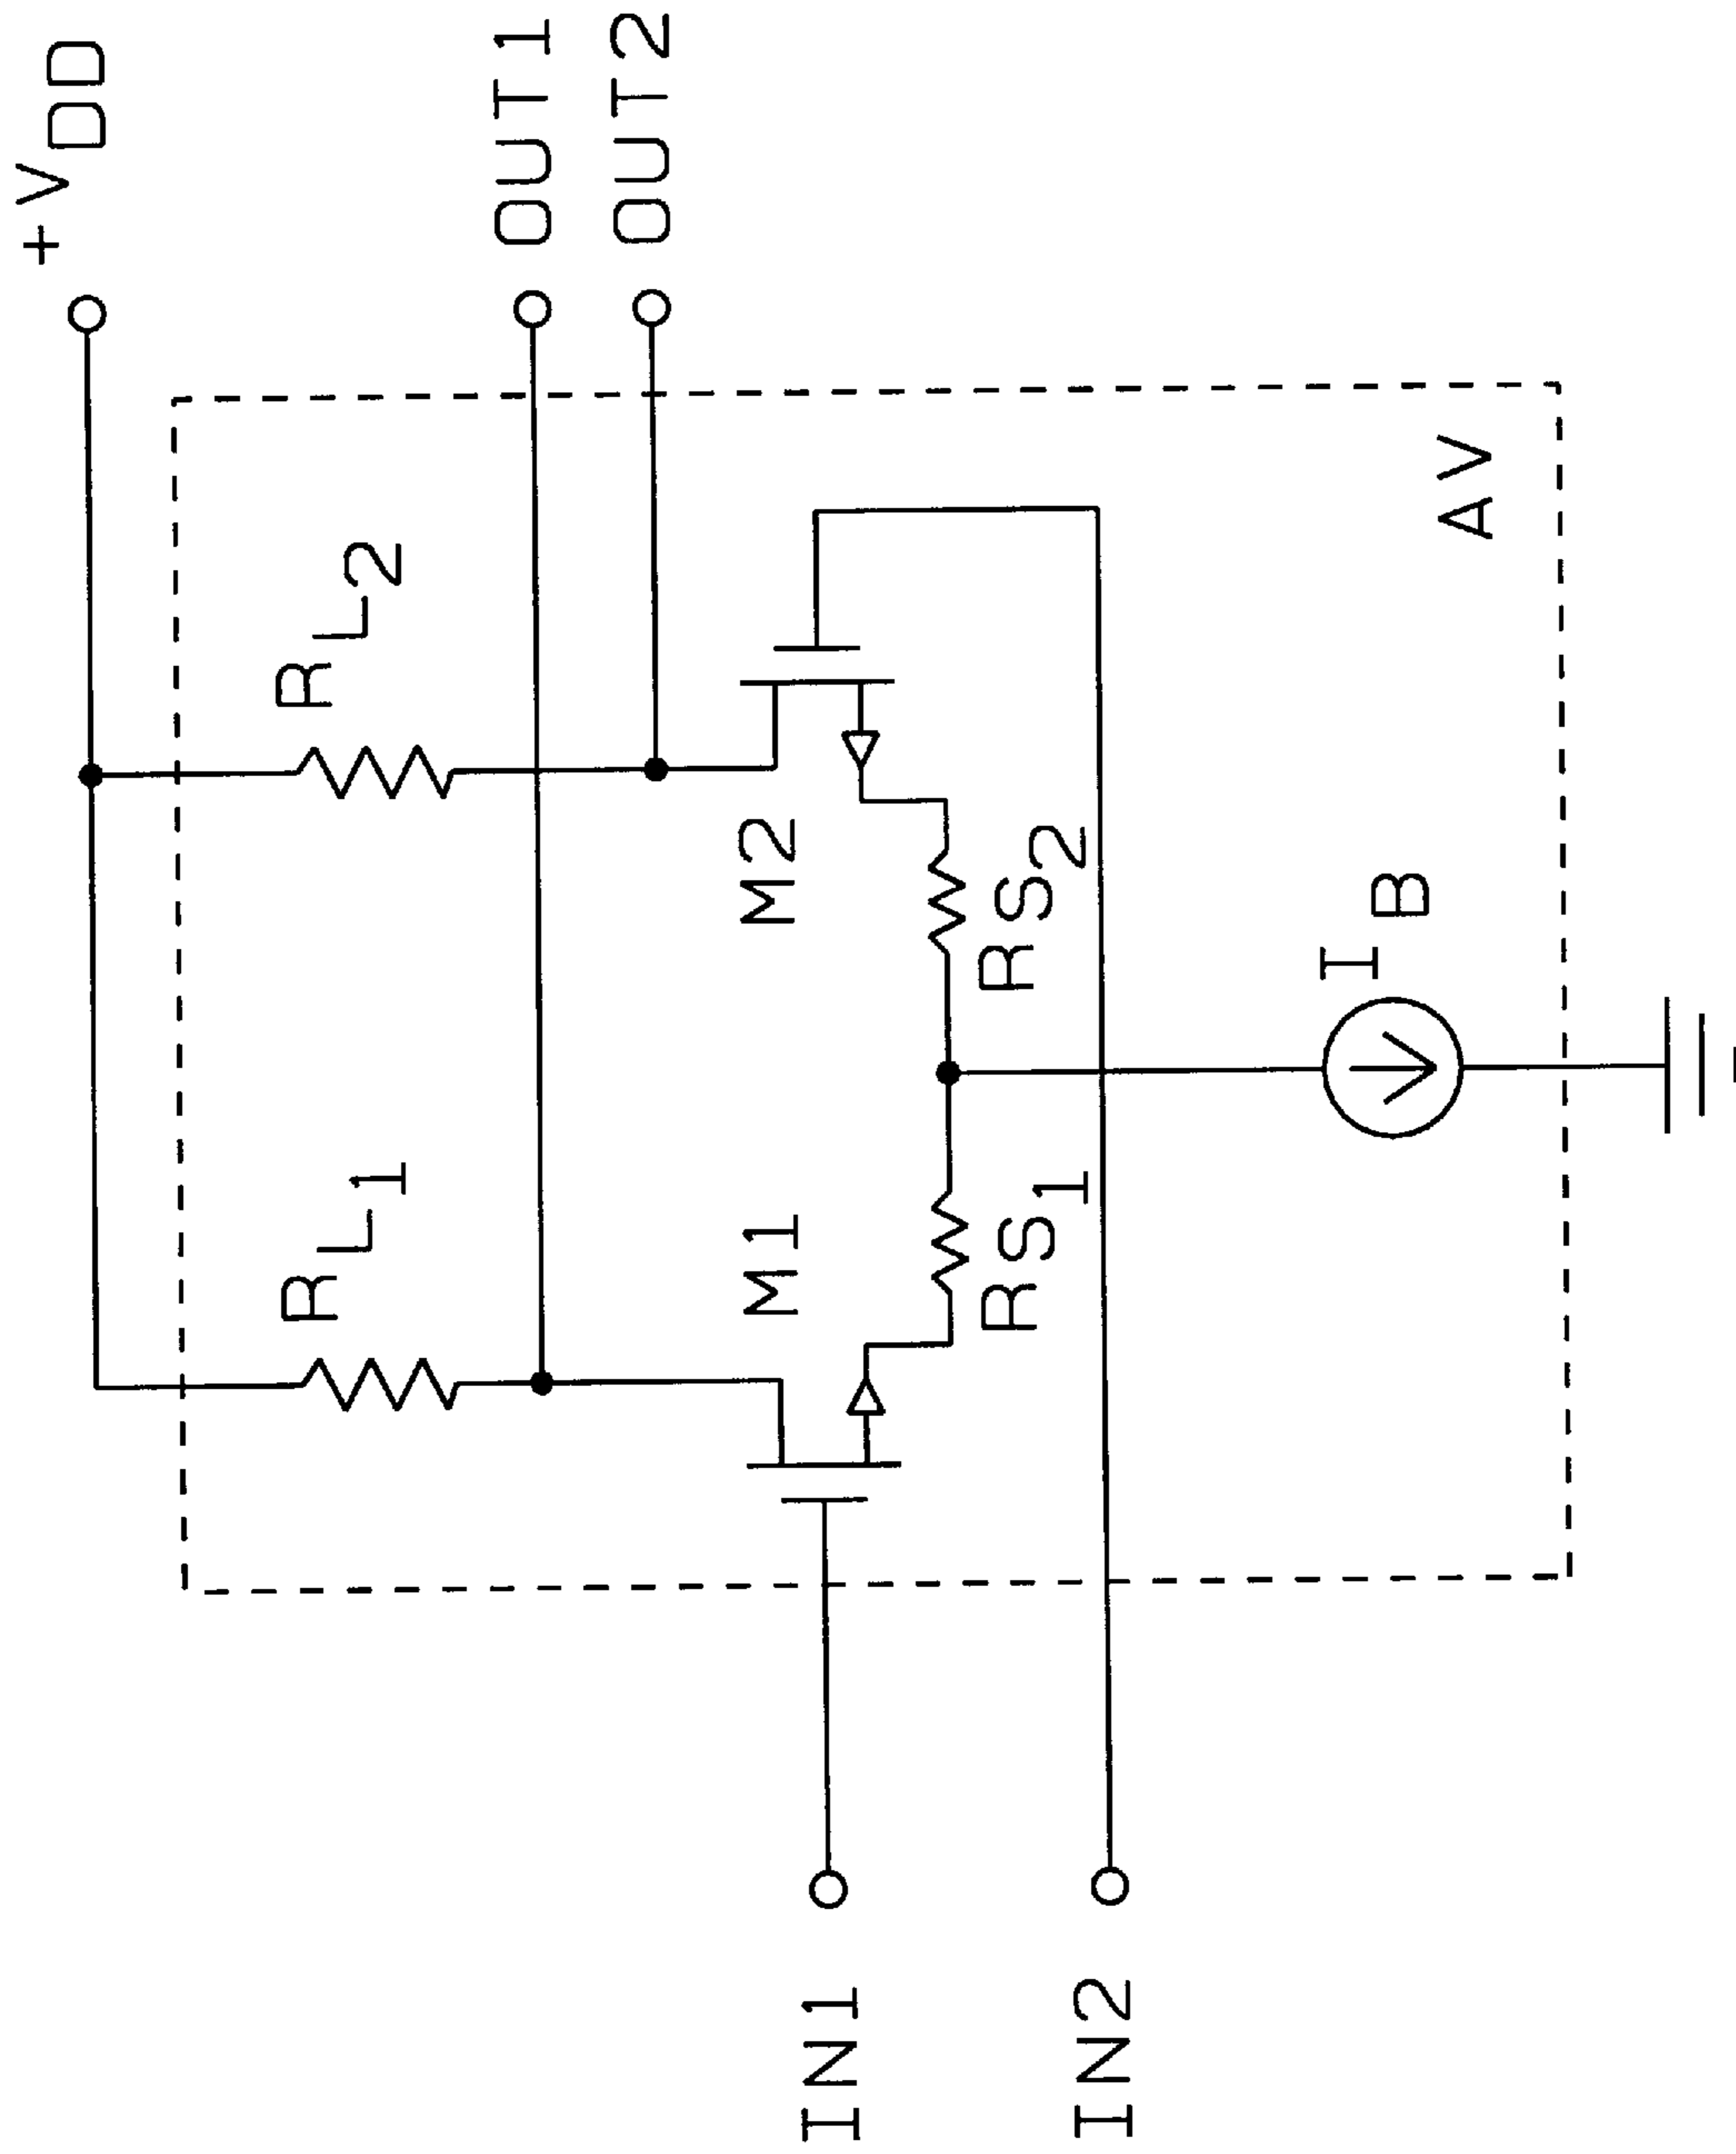 +VDD
RL1
RL2
OUT1
OUT2
M1
M2
IN1
RS1
RS2
IN2
IB
AV